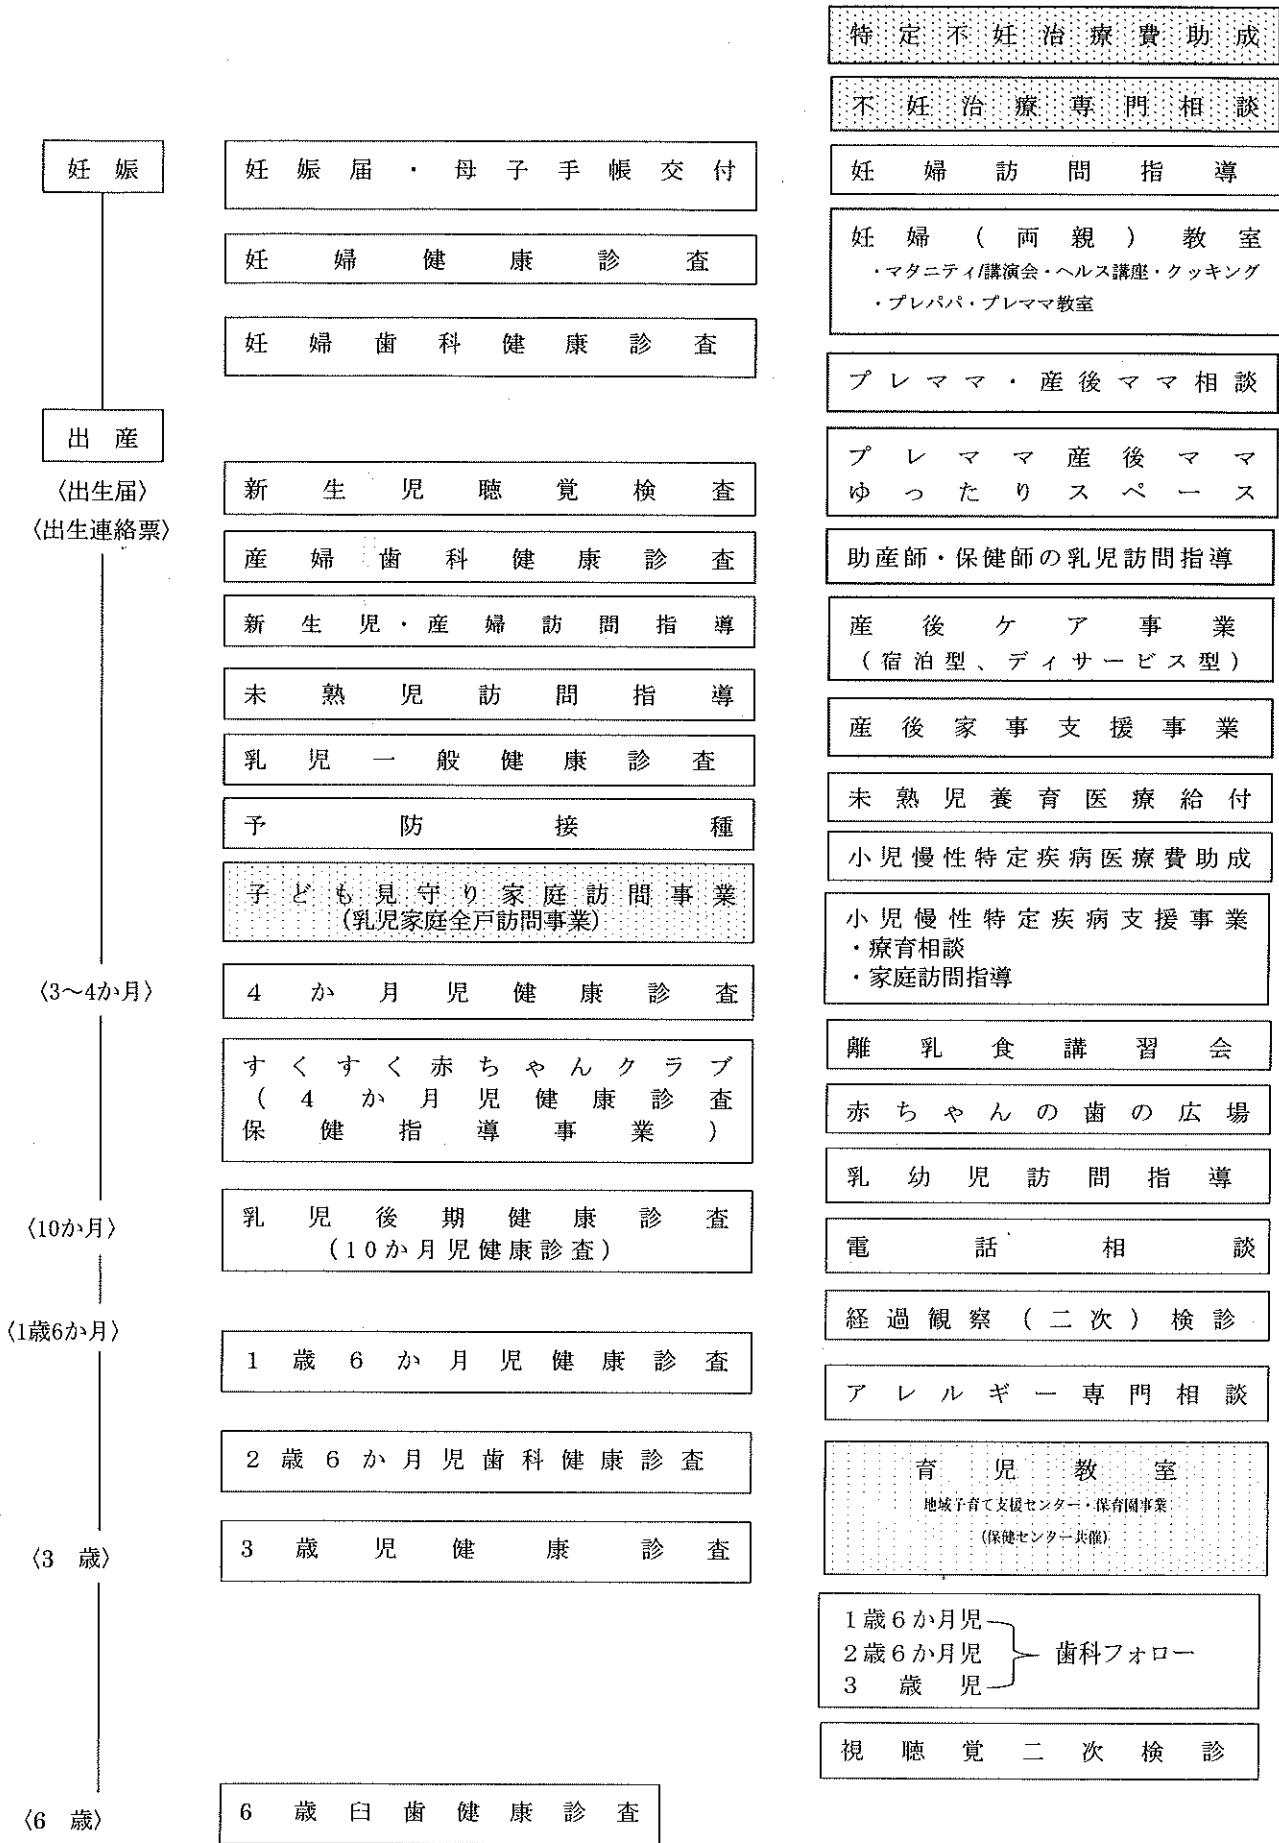 妊娠
出産
〈出生届〉
〈出生連絡票〉
〈3～4か月〉
〈10か月〉
〈1歳6か月〉
〈3 歳〉
〈6 歳〉
妊娠届・母子手帳交付
妊婦健康診査
妊婦歯科健康診査
新生児聴覚検査
産婦歯科健康診査
新生児・産婦訪問指導
未熟児訪問指導
乳児一般健康診査
予防接種
子ども見守り家庭訪問事業
(乳児家庭全戸訪問事業)
4か月児健康診査
すくすく赤ちゃんクラブ
(4か月児健康診査
保健指導事業)
乳児後期健康診査
(10か月児健康診査)
1歳6か月児健康診査
2歳6か月児歯科健康診査
3歳児健康診査
6歳臼歯健康診査
特定不妊治療費助成
不妊治療専門相談
妊婦訪問指導
妊婦(両親)教室
・マタニティ/講演会・ヘルス講座・クッキング
・プレパパ・プレママ教室
プレママ・産後ママ相談
プレママ産後ママ
ゆったりスペース
助産師・保健師の乳児訪問指導
産後ケア事業
(宿泊型、ディサービス型)
産後家事支援事業
未熟児養育医療給付
小児慢性特定疾病医療費助成
小児慢性特定疾病支援事業
・療育相談
・家庭訪問指導
離乳食講習会
赤ちゃんの歯の広場
乳幼児訪問指導
電話相談
経過観察(二次)検診
アレルギー専門相談
育児教室
地域子育て支援センター・保育園事業
(保健センター共催)
1歳6か月児
2歳6か月児 歯科フォロー
3歳児
視聴覚二次検診